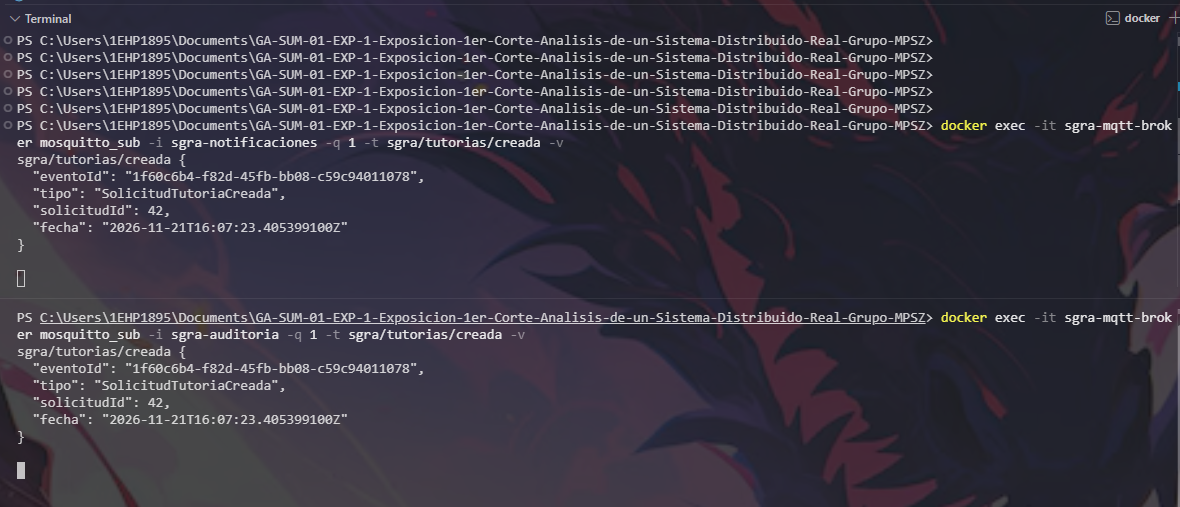 Terminal
docker
PS C:\Users\1EHP1895\Documents\GA-SUM-01-EXP-1-Exposicion-1er-Corte-Analisis-de-un-Sistema-Distribuido-Real-Grupo-MPSZ>
PS C:\Users\1EHP1895\Documents\GA-SUM-01-EXP-1-Exposicion-1er-Corte-Analisis-de-un-Sistema-Distribuido-Real-Grupo-MPSZ>
PS C:\Users\1EHP1895\Documents\GA-SUM-01-EXP-1-Exposicion-1er-Corte-Analisis-de-un-Sistema-Distribuido-Real-Grupo-MPSZ>
PS C:\Users\1EHP1895\Documents\GA-SUM-01-EXP-1-Exposicion-1er-Corte-Analisis-de-un-Sistema-Distribuido-Real-Grupo-MPSZ>
PS C:\Users\1EHP1895\Documents\GA-SUM-01-EXP-1-Exposicion-1er-Corte-Analisis-de-un-Sistema-Distribuido-Real-Grupo-MPSZ>
PS C:\Users\1EHP1895\Documents\GA-SUM-01-EXP-1-Exposicion-1er-Corte-Analisis-de-un-Sistema-Distribuido-Real-Grupo-MPSZ> docker exec -it sgra-mqtt-brok
er mosquitto_sub -i sgra-notificaciones -q 1 -t sgra/tutorias/creada -v
sgra/tutorias/creada {
  "eventoId": "1f60c6b4-f82d-45fb-bb08-c59c94011078",
  "tipo": "SolicitudTutoriaCreada",
  "solicitudId": 42,
  "fecha": "2026-11-21T16:07:23.405399100Z"
}
PS C:\Users\1EHP1895\Documents\GA-SUM-01-EXP-1-Exposicion-1er-Corte-Analisis-de-un-Sistema-Distribuido-Real-Grupo-MPSZ> docker exec -it sgra-mqtt-brok
er mosquitto_sub -i sgra-auditoria -q 1 -t sgra/tutorias/creada -v
sgra/tutorias/creada {
  "eventoId": "1f60c6b4-f82d-45fb-bb08-c59c94011078",
  "tipo": "SolicitudTutoriaCreada",
  "solicitudId": 42,
  "fecha": "2026-11-21T16:07:23.405399100Z"
}